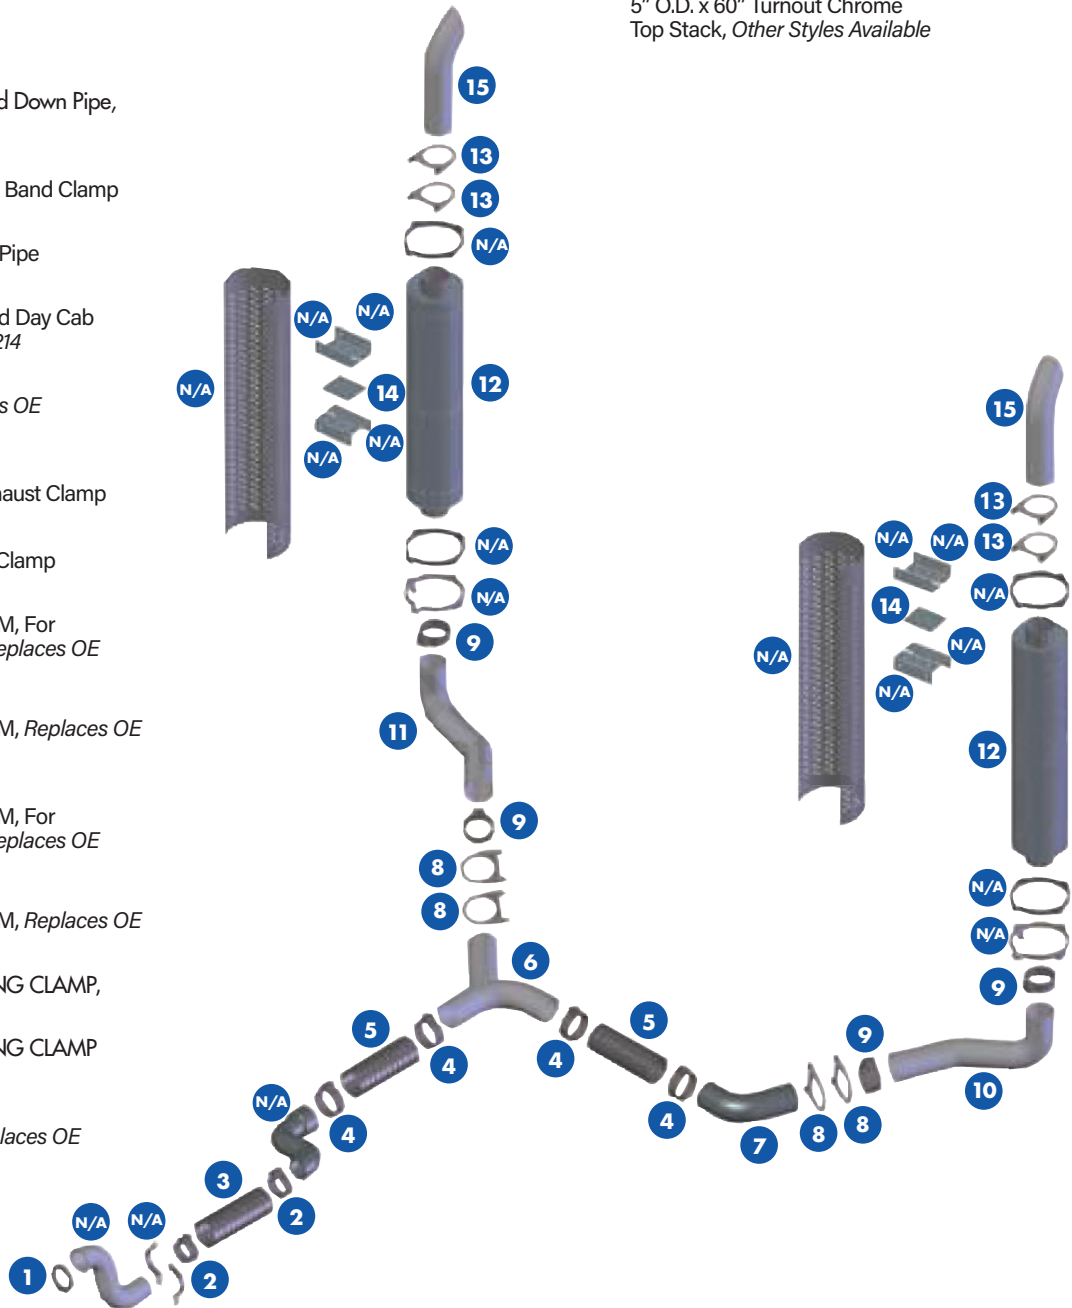 5" O.D. x 60" Turnout Chrome
Top Stack, Other Styles Available
d Down Pipe,
Band Clamp
Pipe
d Day Cab
214
s OE
haust Clamp
Clamp
M, For
eplaces OE
M, Replaces OE
M, For
eplaces OE
M, Replaces OE
NG CLAMP,
NG CLAMP
laces OE
15
13
13
N/A
N/A
N/A
N/A
14
12
N/A
N/A
N/A
N/A
9
11
9
8
8
6
5
4
4
N/A
3
2
N/A
N/A
1
2
15
13
13
N/A
N/A
N/A
14
N/A
N/A
N/A
12
N/A
N/A
9
5
4
4
9
10
7
8
8